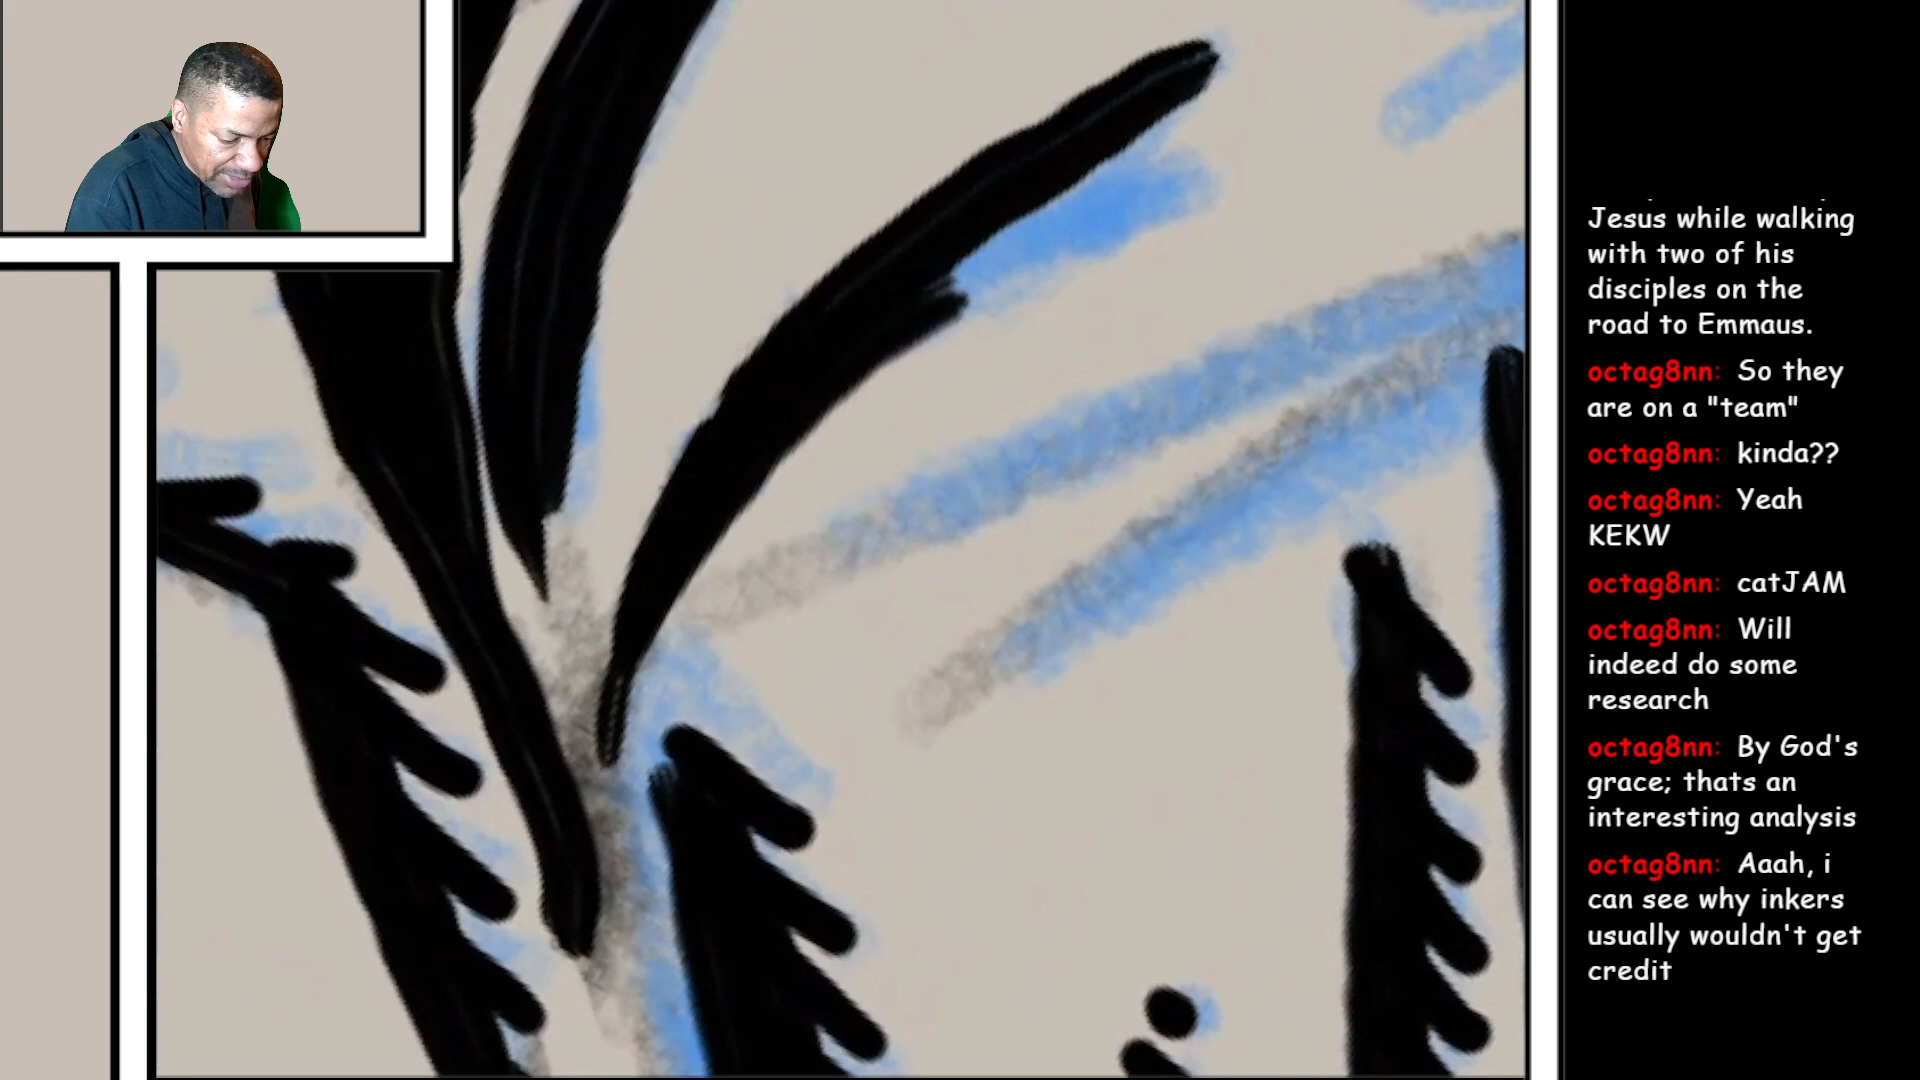 Jesus while walking
with two of his
disciples on the
road to Emmaus.
octag8nn: So they
are on a "team"
octag8nn: kinda??
octag8nn: Yeah
KEKW
octag8nn: catJAM
octag8nn: Will
indeed do some
research
octag8nn: By God's
grace; thats an
interesting analysis
octag8nn: Aaah, i
can see why inkers
usually wouldn't get
credit